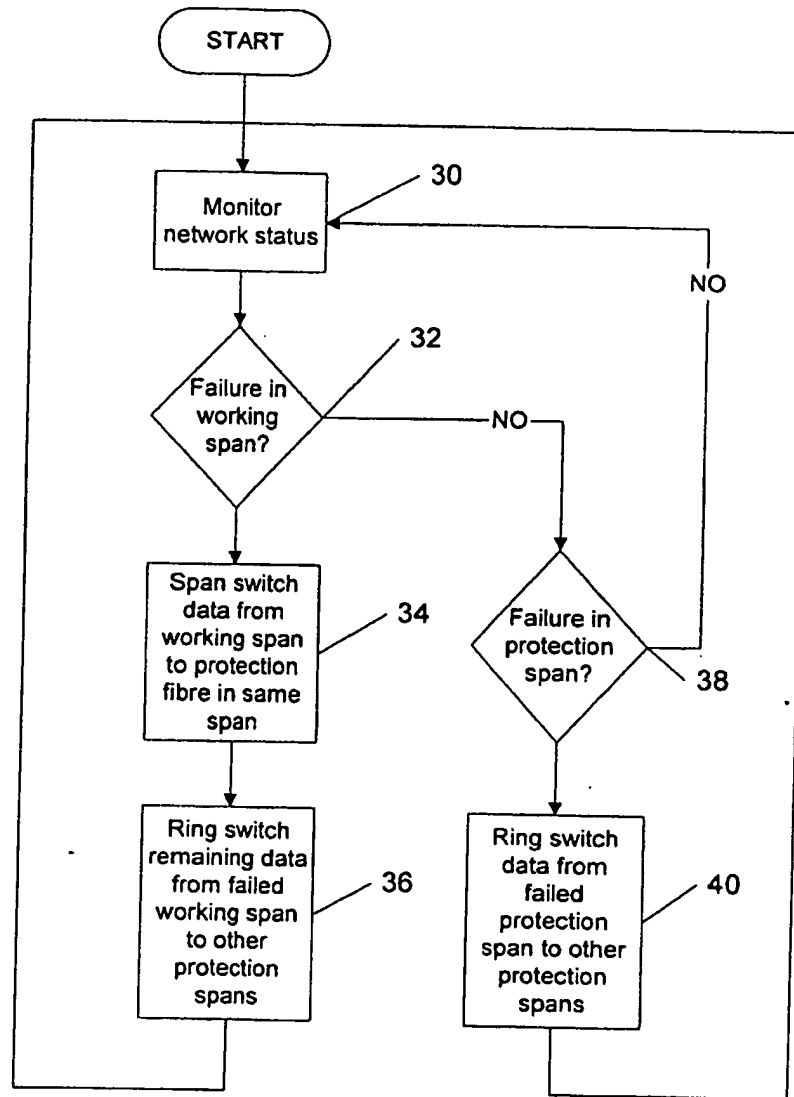 START
30
Monitor
network status
NO
32
Failure in
working
span?
NO
Span switch
data from
working span
to protection
fibre in same
span
34
Failure in
protection
span?
38
Ring switch
remaining data
from failed
working span
to other
protection
spans
36
Ring switch
data from
failed
protection
span to other
protection
spans
40